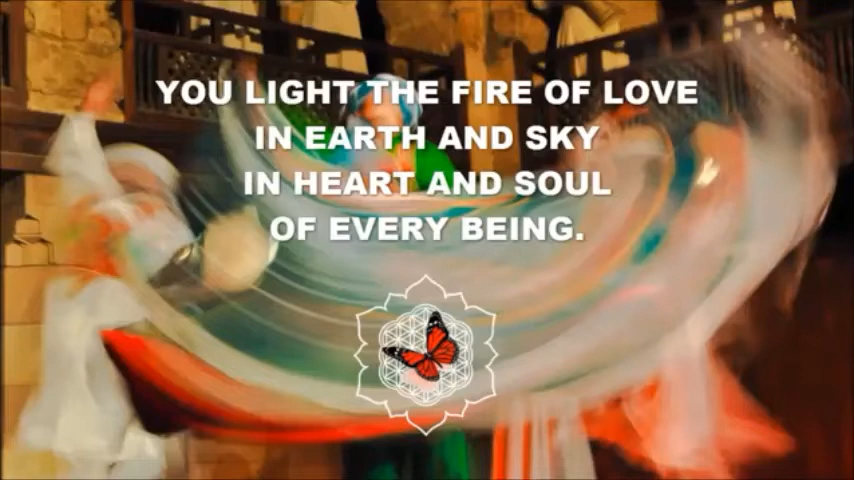 YOU LIGHT THE FIRE OF LOVE
IN EARTH AND SKY
IN HEART AND SOUL
OF EVERY BEING.